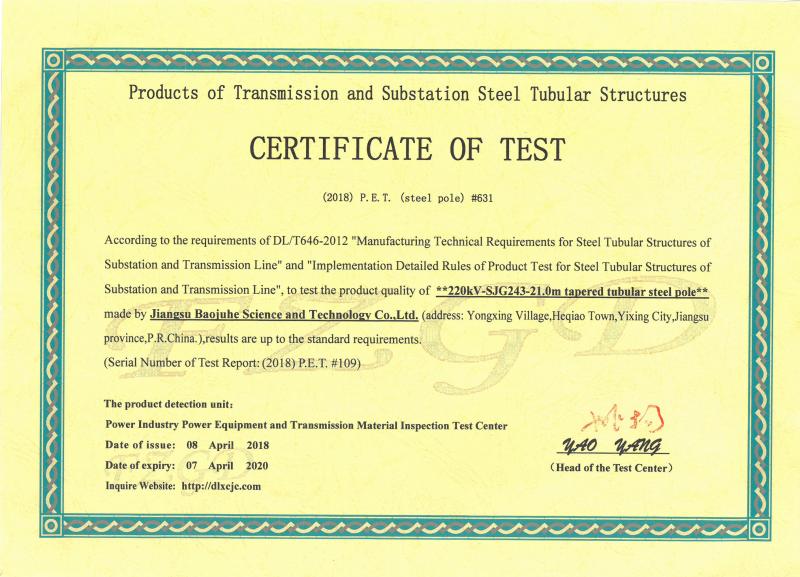 Products of Transmission and Substation Steel Tubular Structures
CERTIFICATE OF TEST
(2018) P.E.T. (steel pole) #631
According to the requirements of DL/T646-2012 "Manufacturing Technical Requirements for Steel Tubular Structures of
Substation and Transmission Line" and "Implementation Detailed Rules of Product Test for Steel Tubular Structures of
Substation and Transmission Line", to test the product quality of **220kV-SJG243-21.0m tapered tubular steel pole**
made by Jiangsu Baojuhe Science and Technology Co.,Ltd. (address: Yongxing Village,Heqiao Town,Yixing City,Jiangsu
province,P.R.China.),results are up to the standard requirements.
(Serial Number of Test Report: (2018) P.E.T. #109)
FZGD
The product detection unit:
Power Industry Power Equipment and Transmission Material Inspection Test Center
Date of issue: 08 April 2018
Date of expiry: 07 April 2020
Inquire Website: http://dlxcjc.com
FZGD
YAO YANG
(Head of the Test Center)